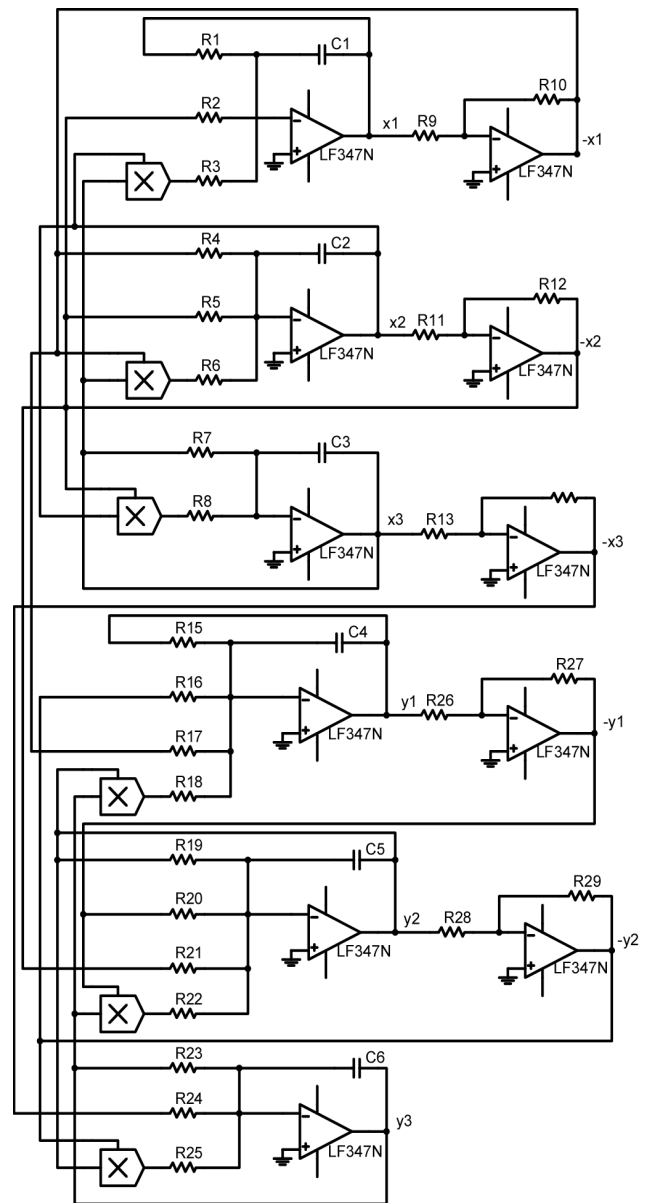 R1
C1
R10
R2
x1
R9
-x1
LF347N
LF347N
R3
R4
C2
R12
R5
x2
R11
-x2
LF347N
LF347N
R6
R7
C3
R8
x3
R13
-x3
LF347N
LF347N
R15
C4
R27
R16
y1
R26
-y1
LF347N
LF347N
R17
R18
R19
C5
R29
R20
y2
R28
-y2
LF347N
LF347N
R21
R22
R23
C6
R24
y3
LF347N
R25